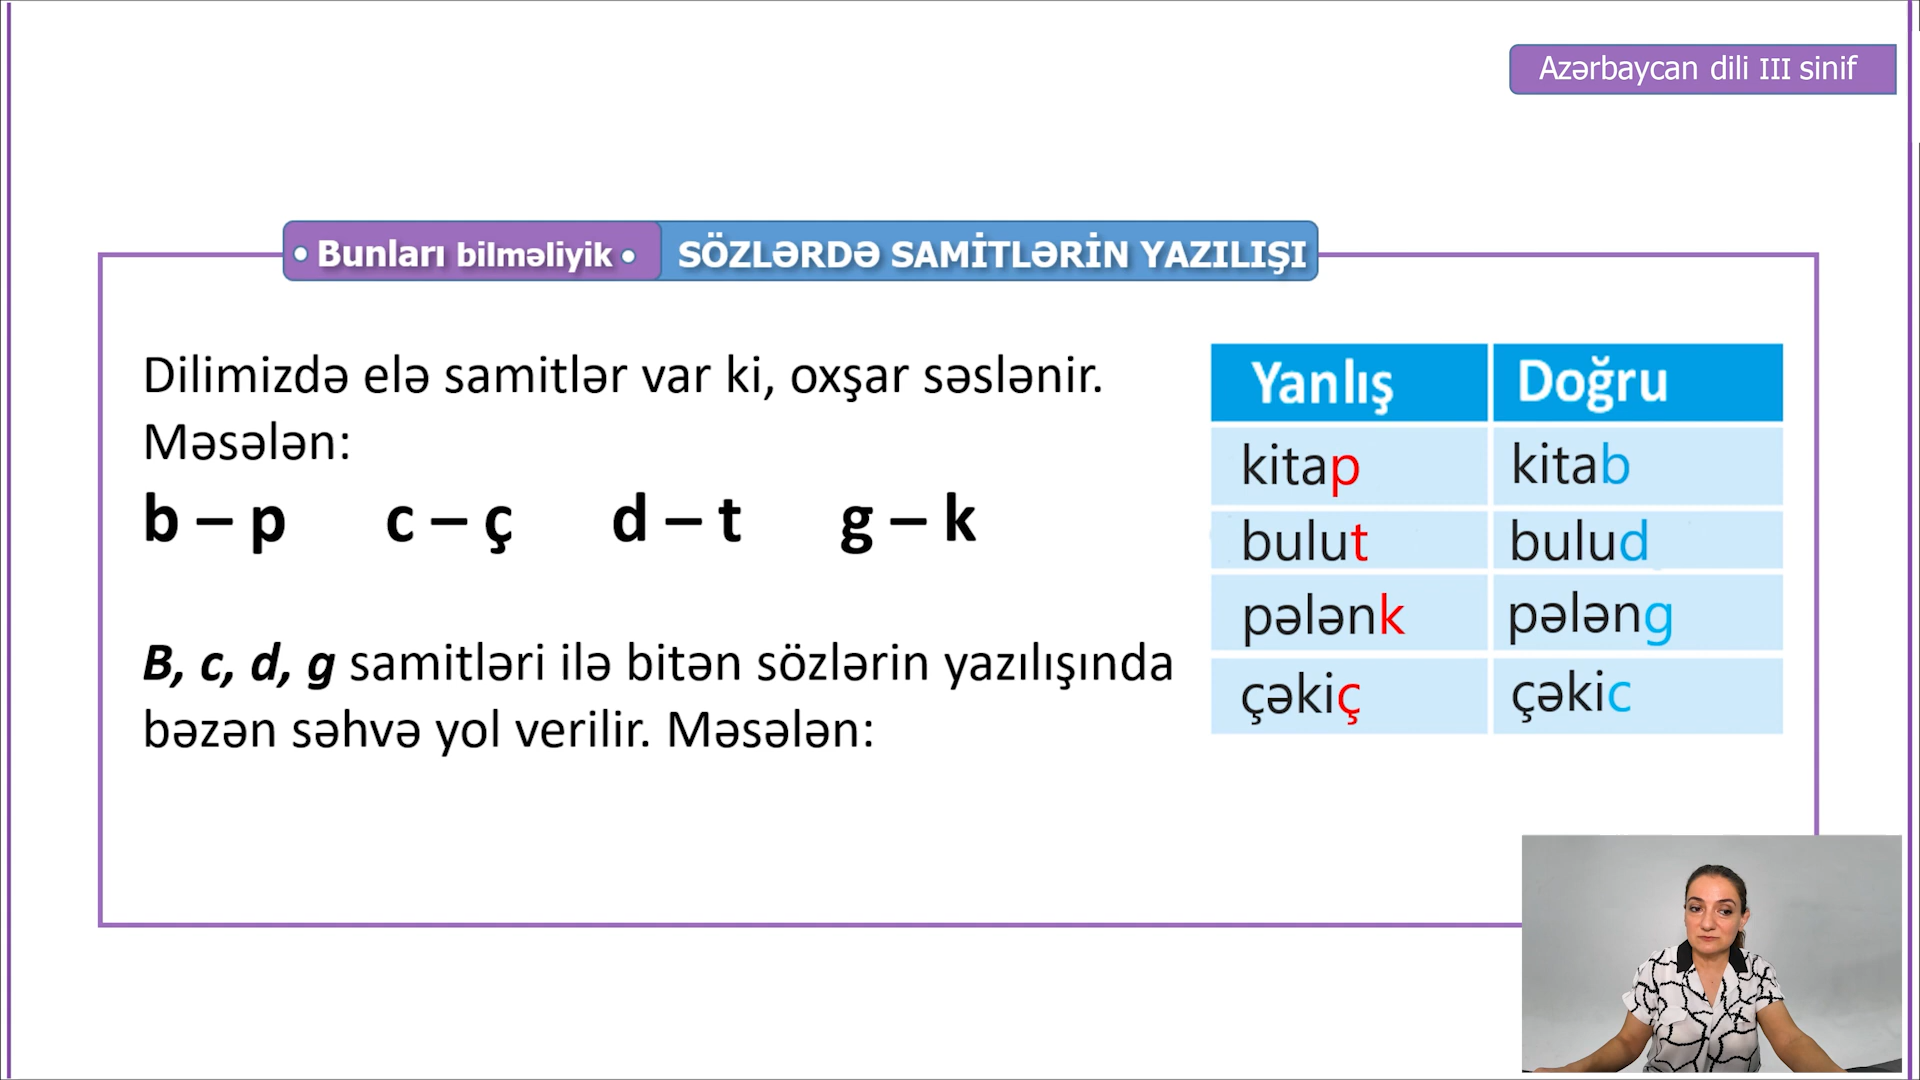 Azərbaycan dili III sinif
• Bunları bilməliyik • SÖZLƏRDƏ SAMİTLƏRİN YAZILIŞI
Dilimizdə elə samitlər var ki, oxşar səslənir.
Məsələn:
b – p c – ç d – t g – k
B, c, d, g samitləri ilə bitən sözlərin yazılışında
bəzən səhvə yol verilir. Məsələn:
Yanlış Doğru
kitap kitab
bulut bulud
pələnk pələng
çəkiç çəkic